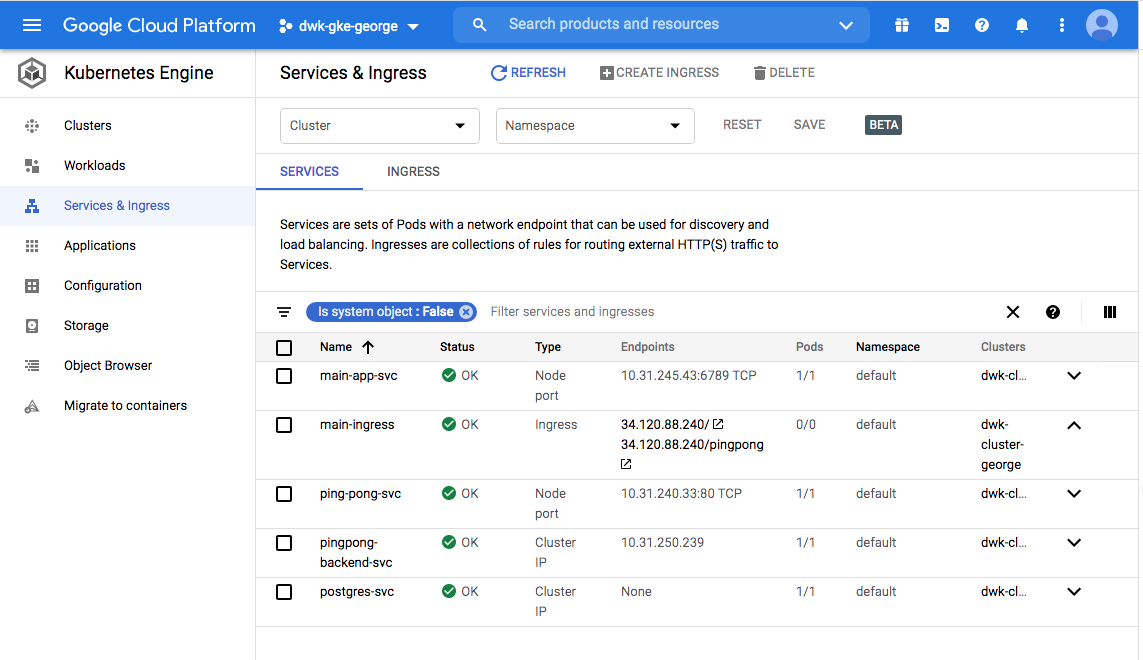 Google Cloud Platform
dwk-gke-george
Search products and resources
Kubernetes Engine
Services & Ingress
REFRESH
CREATE INGRESS
DELETE
Clusters
Workloads
Services & Ingress
Applications
Configuration
Storage
Object Browser
Migrate to containers
Cluster
Namespace
RESET
SAVE
BETA
SERVICES
INGRESS
Services are sets of Pods with a network endpoint that can be used for discovery and
load balancing. Ingresses are collections of rules for routing external HTTP(S) traffic to
Services.
Is system object : False
Filter services and ingresses
Name Status Type Endpoints Pods Namespace Clusters
main-app-svc OK Node 10.31.245.43:6789 TCP 1/1 default dwk-cl...
port
main-ingress OK Ingress 34.120.88.240/ 0/0 default dwk-
34.120.88.240/pingpong cluster-
george
ping-pong-svc OK Node 10.31.240.33:80 TCP 1/1 default dwk-cl...
port
pingpong- OK Cluster 10.31.250.239 1/1 default dwk-cl...
backend-svc IP
postgres-svc OK Cluster None 1/1 default dwk-cl...
IP